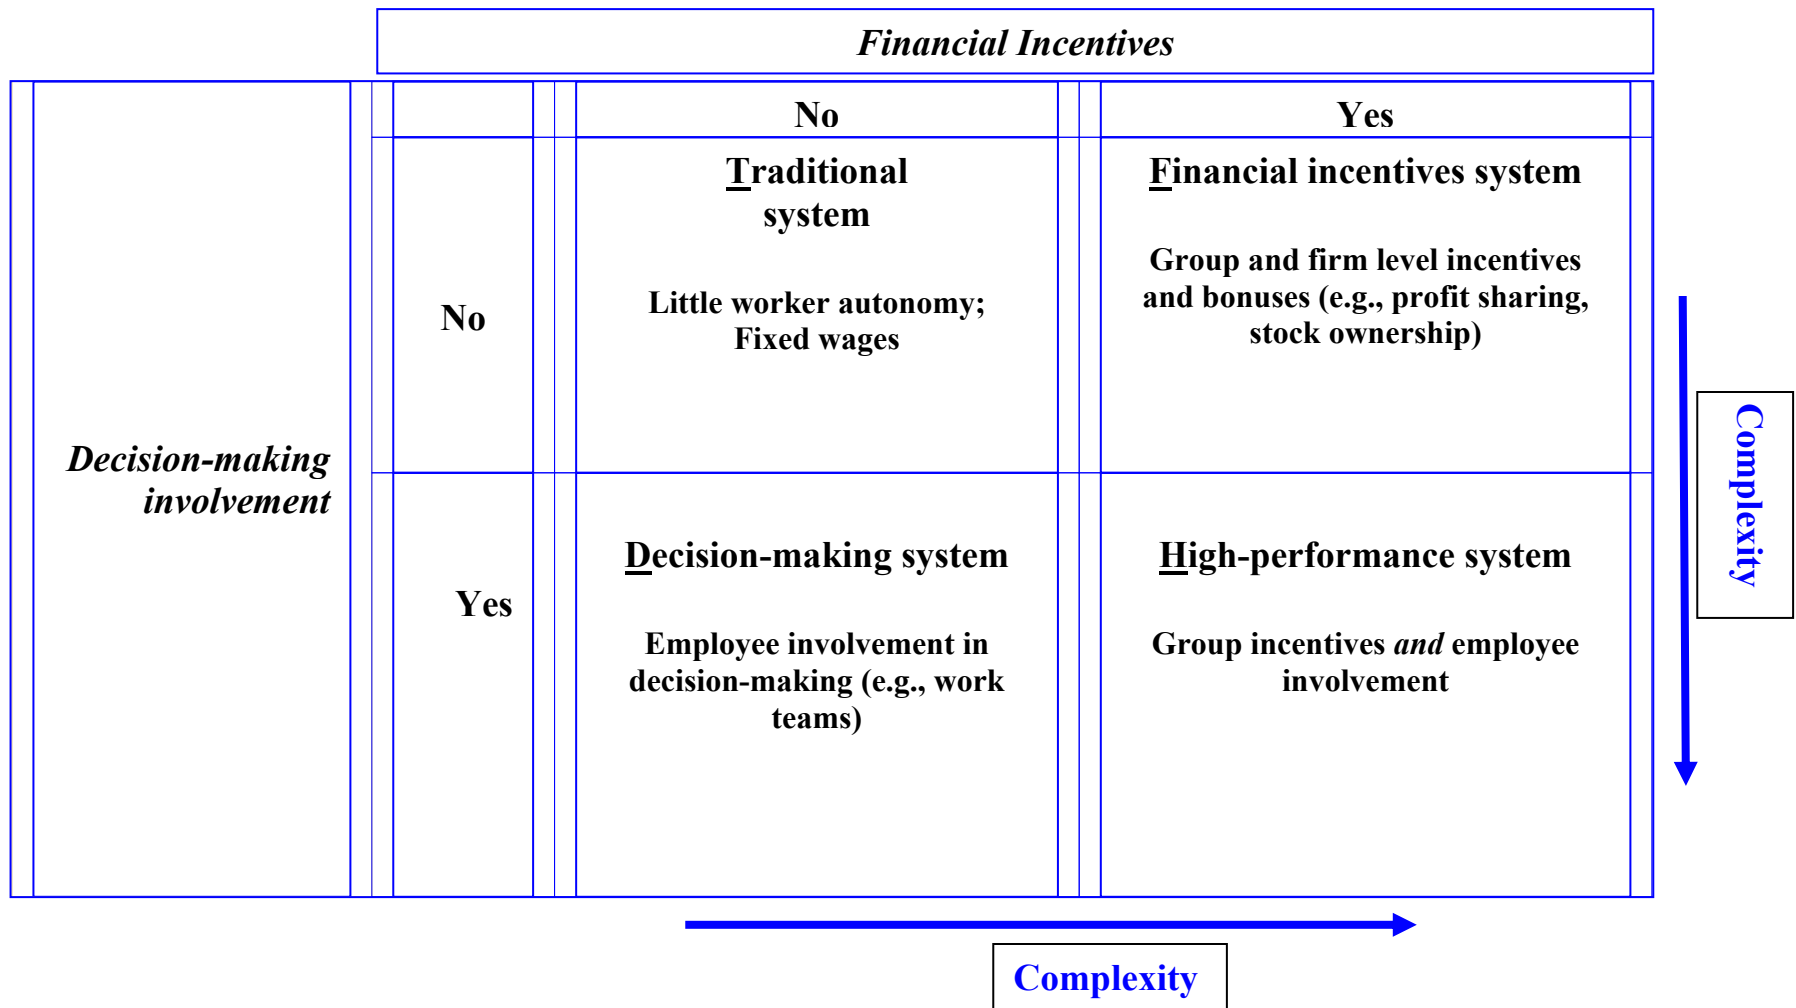 Financial Incentives
No
Yes
Decision-making
involvement
No
Traditional
system
Little worker autonomy;
Fixed wages
Financial incentives system
Group and firm level incentives
and bonuses (e.g., profit sharing,
stock ownership)
Yes
Decision-making system
Employee involvement in
decision-making (e.g., work
teams)
High-performance system
Group incentives and employee
involvement
Complexity
Complexity